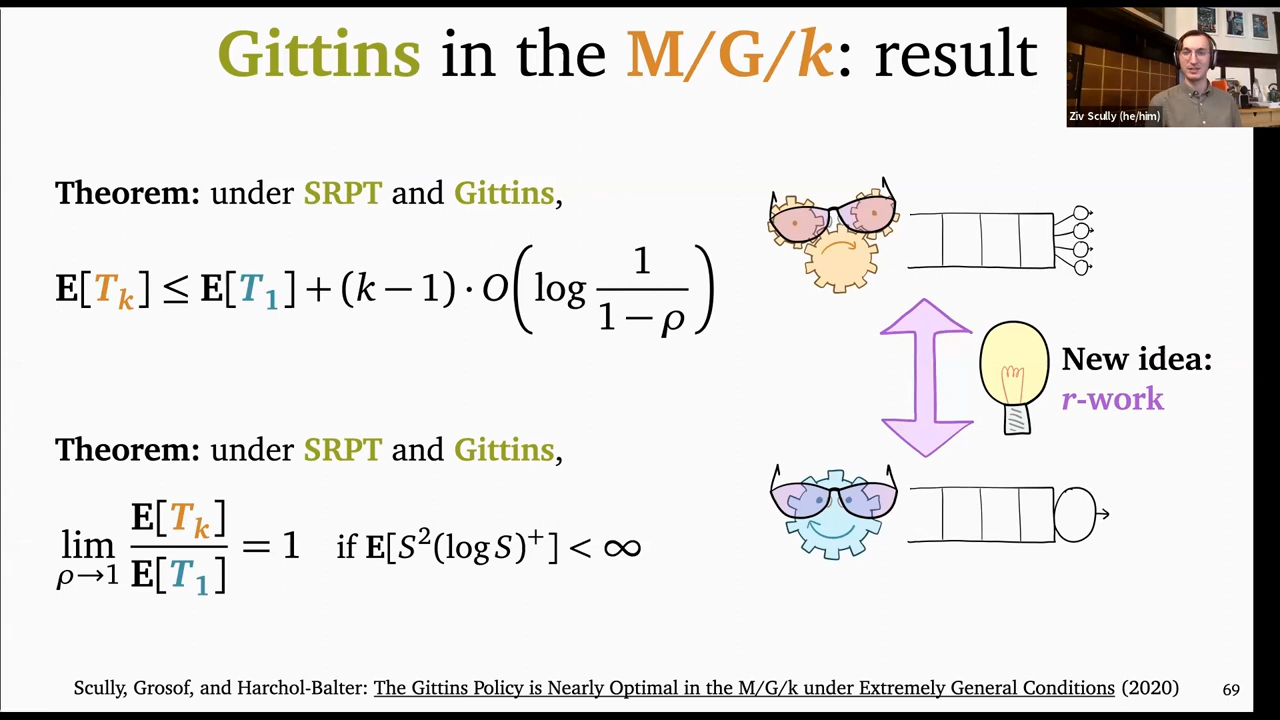 Gittins in the M/G/k: result
Ziv Scully (he/him)
Theorem: under SRPT and Gittins,
E[T_k] ≤ E[T_1] + (k − 1) · O(log 1/(1 − ρ))
New idea:
r-work
Theorem: under SRPT and Gittins,
lim_{ρ→1} E[T_k]/E[T_1] = 1 if E[S²(log S)⁺] < ∞
Scully, Grosof, and Harchol-Balter: The Gittins Policy is Nearly Optimal in the M/G/k under Extremely General Conditions (2020)
69